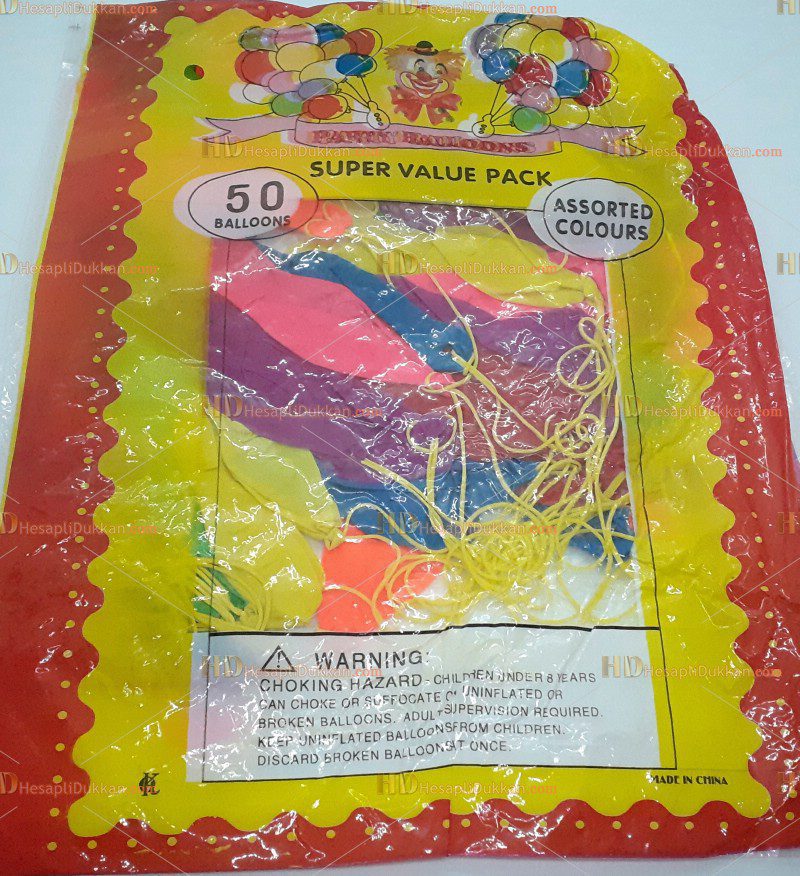 PARTY BALLOONS
SUPER VALUE PACK
50
BALLOONS
ASSORTED
COLOURS
WARNING:
CHOKING HAZARD - CHILDREN UNDER 8 YEARS
CAN CHOKE OR SUFFOCATE ON UNINFLATED OR
BROKEN BALLOONS. ADULT SUPERVISION REQUIRED.
KEEP UNINFLATED BALLOONS FROM CHILDREN.
DISCARD BROKEN BALLOONS AT ONCE.
MADE IN CHINA
HD HesapliDukkan.com